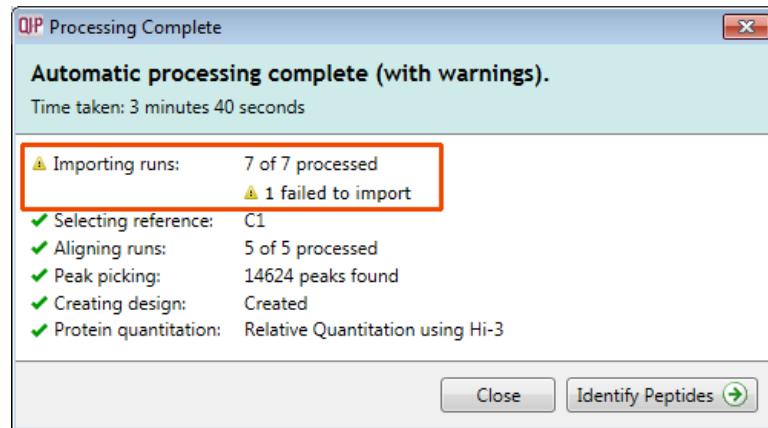 QI-P Processing Complete
Automatic processing complete (with warnings).
Time taken: 3 minutes 40 seconds
Importing runs: 7 of 7 processed
1 failed to import
Selecting reference: C1
Aligning runs: 5 of 5 processed
Peak picking: 14624 peaks found
Creating design: Created
Protein quantitation: Relative Quantitation using Hi-3
Close Identify Peptides